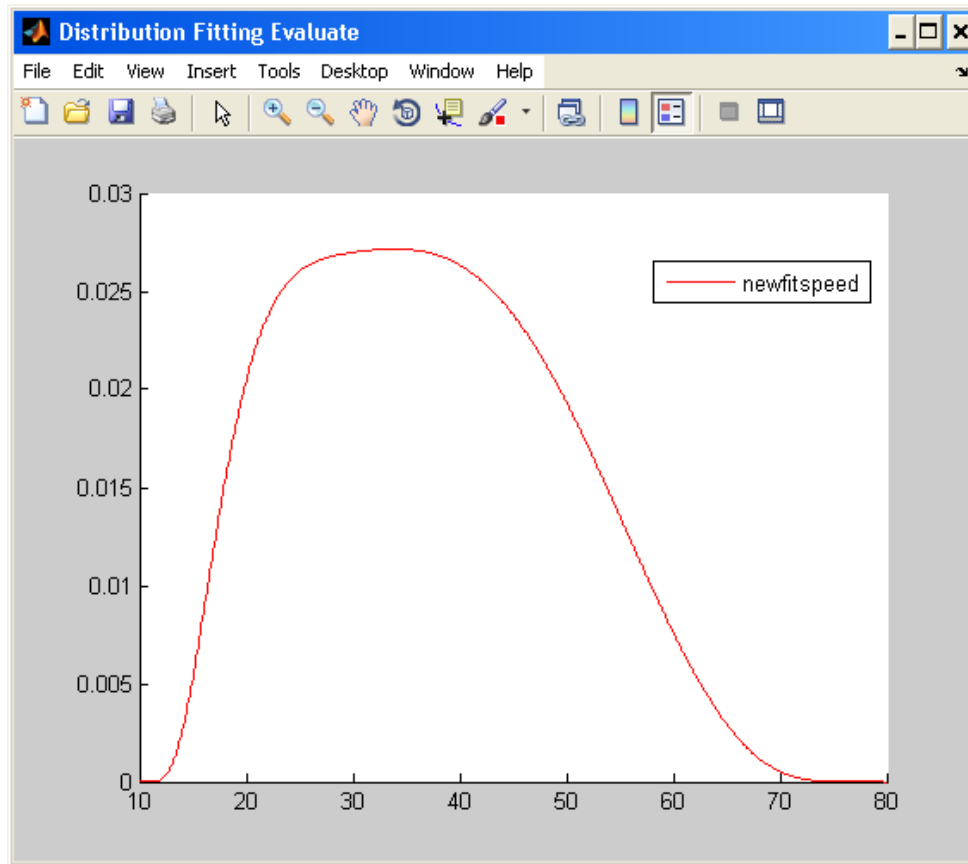 Distribution Fitting Evaluate
File Edit View Insert Tools Desktop Window Help
0.03
newfitspeed
0.025
0.02
0.015
0.01
0.005
0
10 20 30 40 50 60 70 80